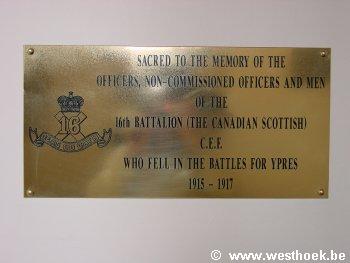 SACRED TO THE MEMORY OF THE
OFFICERS, NON-COMMISSIONED OFFICERS AND MEN
OF THE
16th BATTALION (THE CANADIAN SCOTTISH)
C.E.F.
WHO FELL IN THE BATTLES FOR YPRES
1915 - 1917
16
© www.westhoek.be